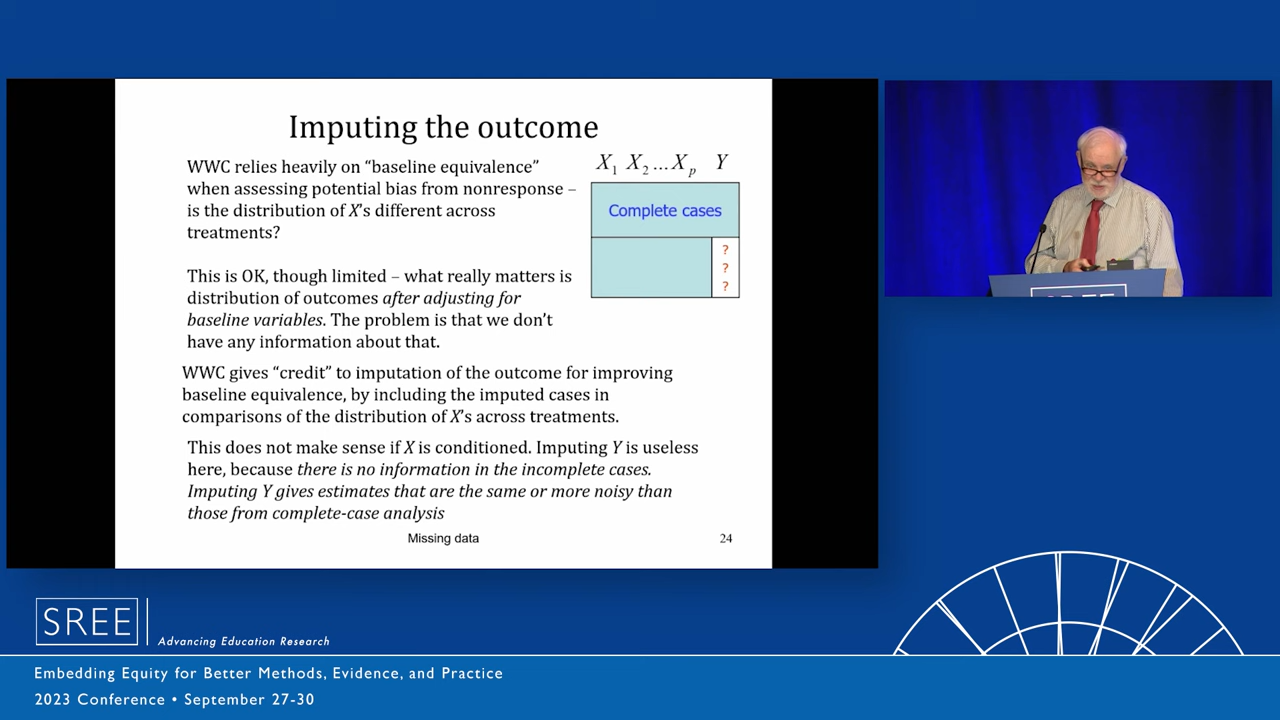 Imputing the outcome
WWC relies heavily on “baseline equivalence”
when assessing potential bias from nonresponse –
is the distribution of X’s different across
treatments?
This is OK, though limited – what really matters is
distribution of outcomes after adjusting for
baseline variables. The problem is that we don’t
have any information about that.
X1 X2 ... Xp Y
Complete cases
?
?
?
WWC gives “credit” to imputation of the outcome for improving
baseline equivalence, by including the imputed cases in
comparisons of the distribution of X’s across treatments.
This does not make sense if X is conditioned. Imputing Y is useless
here, because there is no information in the incomplete cases.
Imputing Y gives estimates that are the same or more noisy than
those from complete-case analysis
Missing data
24
SREE
SREE
Advancing Education Research
Embedding Equity for Better Methods, Evidence, and Practice
2023 Conference • September 27-30